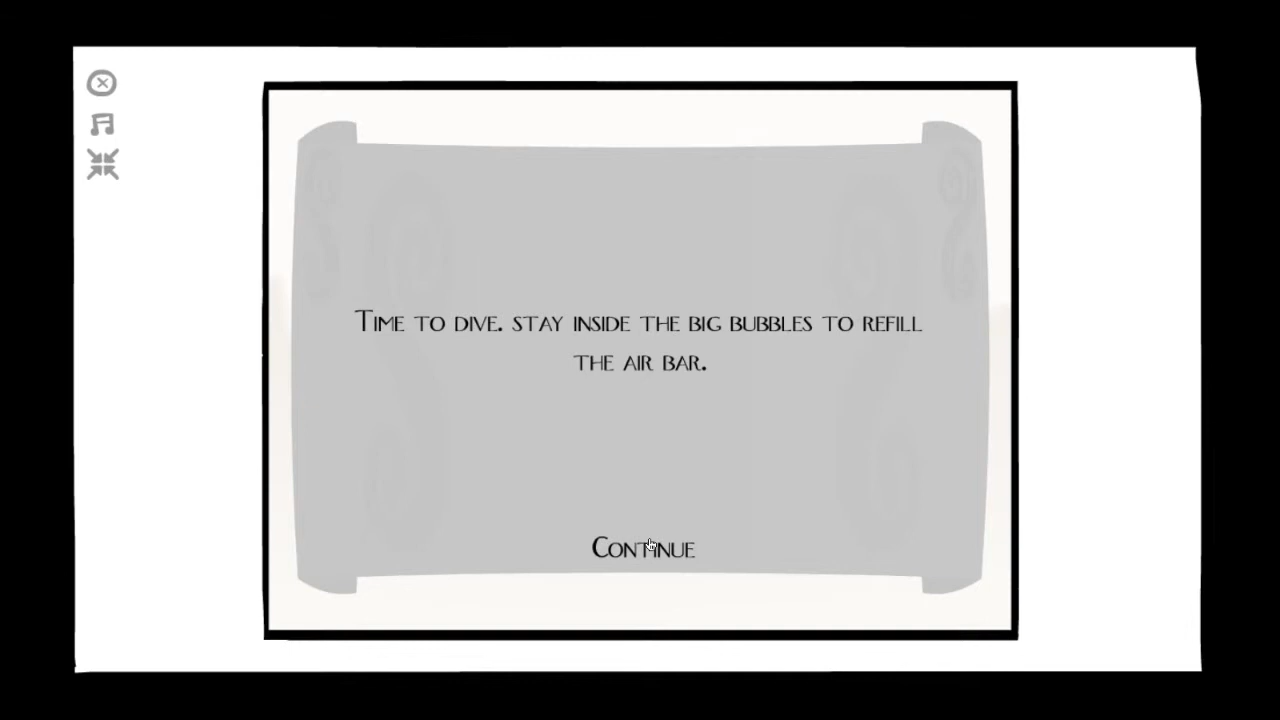 Time to dive. stay inside the big bubbles to refill
the air bar.
Continue